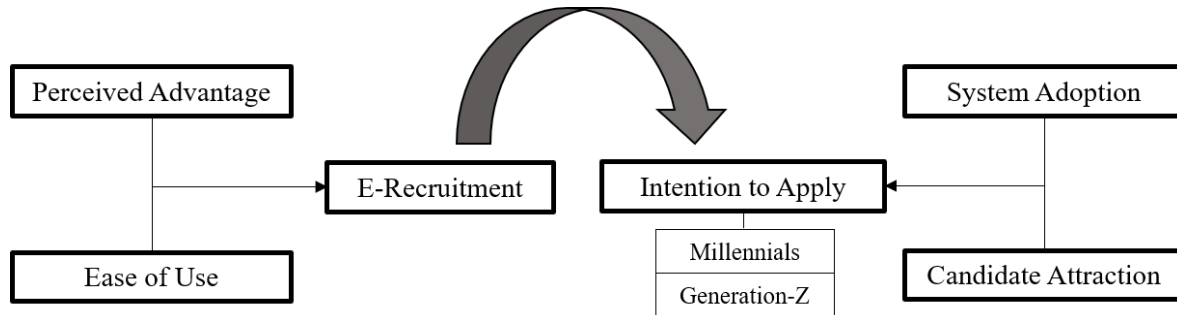 Perceived Advantage
System Adoption
E-Recruitment
Intention to Apply
Millennials
Ease of Use
Candidate Attraction
Generation-Z